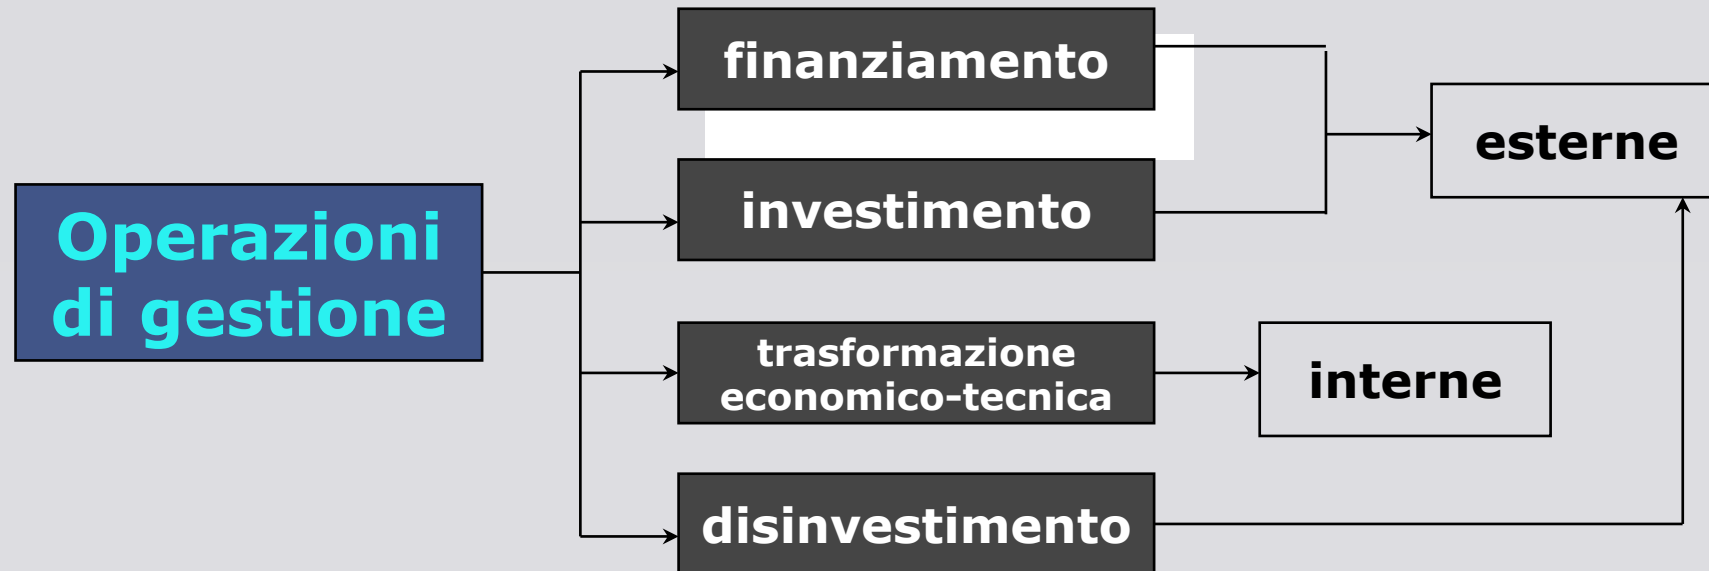 finanziamento
esterne
investimento
Operazioni
di gestione
trasformazione
economico-tecnica
interne
disinvestimento